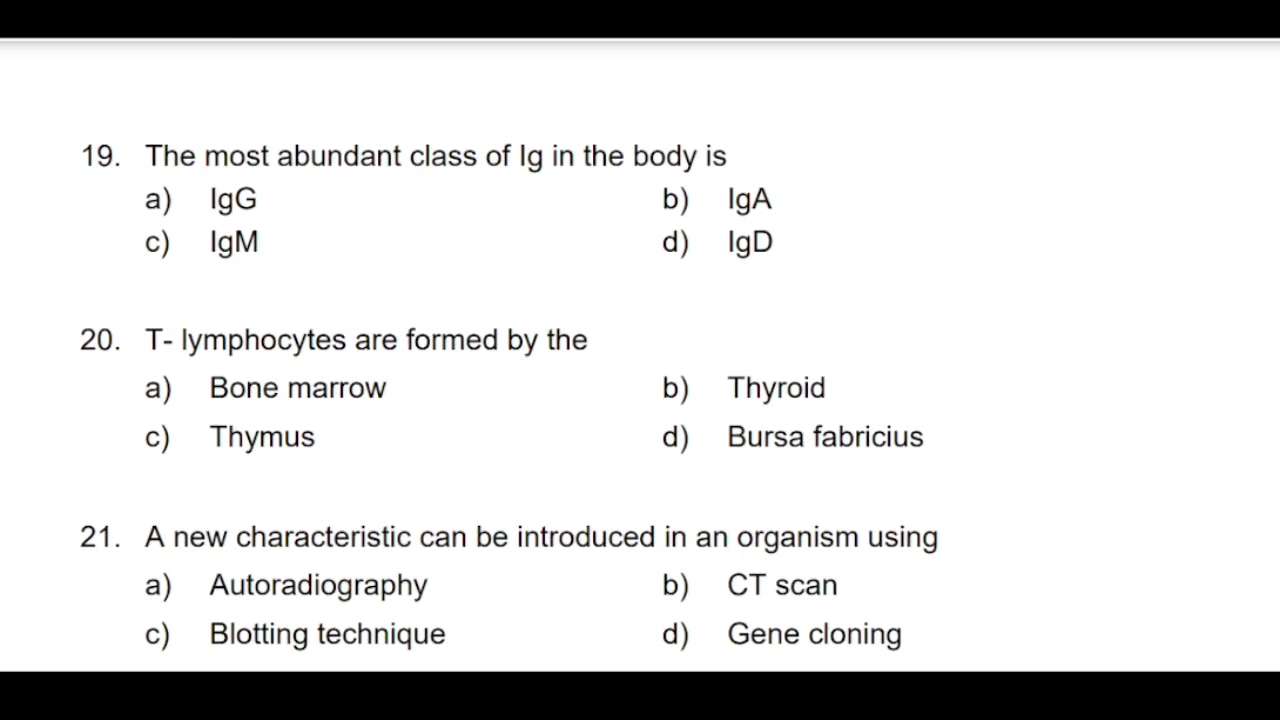 19. The most abundant class of Ig in the body is
a) IgG b) IgA
c) IgM d) IgD
20. T- lymphocytes are formed by the
a) Bone marrow b) Thyroid
c) Thymus d) Bursa fabricius
21. A new characteristic can be introduced in an organism using
a) Autoradiography b) CT scan
c) Blotting technique d) Gene cloning